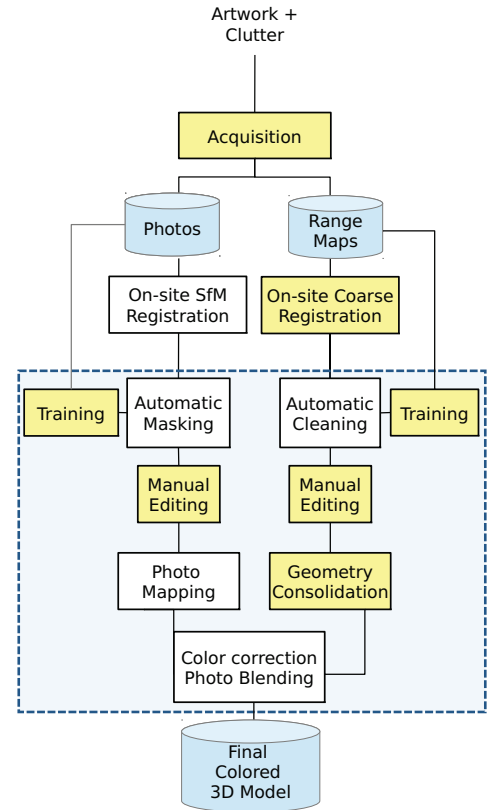 Artwork +
Clutter
Acquisition
Photos
Range
Maps
On-site SfM
Registration
On-site Coarse
Registration
Training
Automatic
Masking
Automatic
Cleaning
Training
Manual
Editing
Manual
Editing
Photo
Mapping
Geometry
Consolidation
Color correction
Photo Blending
Final
Colored
3D Model